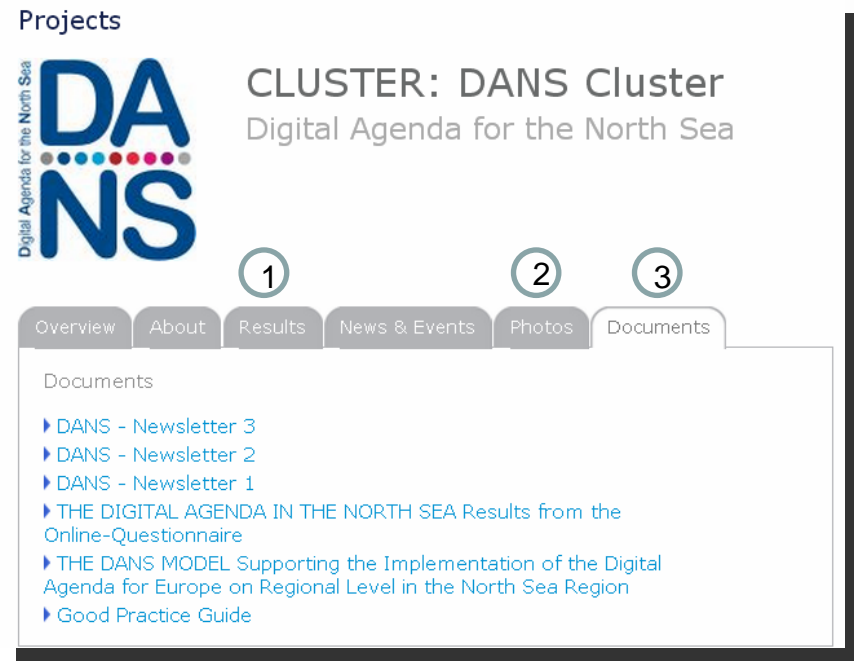 Projects
Digital Agenda for the North Sea
DA
NS
CLUSTER: DANS Cluster
Digital Agenda for the North Sea
1
2
3
Overview
About
Results
News & Events
Photos
Documents
Documents
DANS - Newsletter 3
DANS - Newsletter 2
DANS - Newsletter 1
THE DIGITAL AGENDA IN THE NORTH SEA Results from the
Online-Questionnaire
THE DANS MODEL Supporting the Implementation of the Digital
Agenda for Europe on Regional Level in the North Sea Region
Good Practice Guide